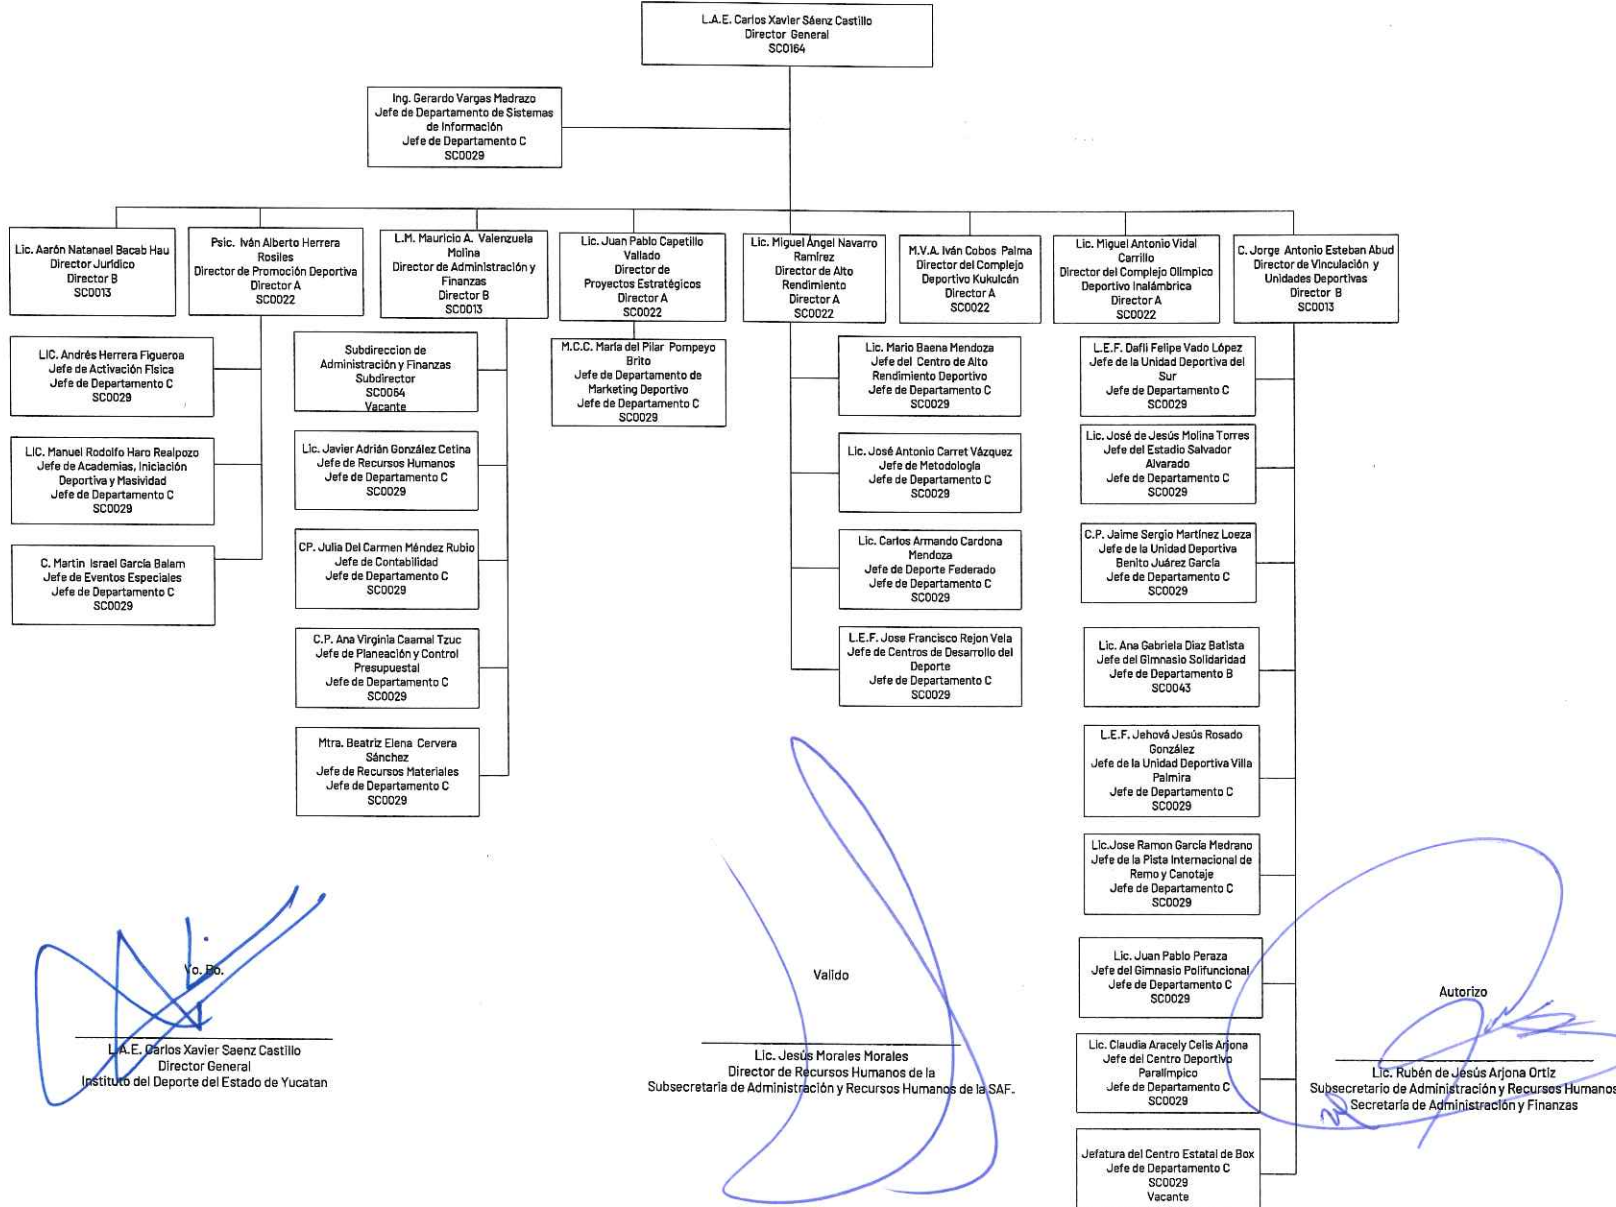 L.A.E. Carlos Xavier Sáenz Castillo
Director General
SC0164
Ing. Gerardo Vargas Madrazo
Jefe de Departamento de Sistemas
de Información
Jefe de Departamento C
SC0029
Lic. Aarón Natanael Bacab Hau
Director Jurídico
Director B
SC0013
Psic. Iván Alberto Herrera
Rosiles
Director de Promoción Deportiva
Director A
SC0022
L.M. Mauricio A. Valenzuela
Molina
Director de Administración y
Finanzas
Director B
SC0013
Lic. Juan Pablo Capetillo
Vallado
Director de
Proyectos Estratégicos
Director A
SC0022
Lic. Miguel Ángel Navarro
Ramírez
Director de Alto
Rendimiento
Director A
SC0022
M.V.A. Iván Cobos Palma
Director del Complejo
Deportivo Kukulcán
Director A
SC0022
Lic. Miguel Antonio Vidal
Carrillo
Director del Complejo Olímpico
Deportivo Inalámbrica
Director A
SC0022
C. Jorge Antonio Esteban Abud
Director de Vinculación y
Unidades Deportivas
Director B
SC0013
LIC. Andrés Herrera Figueroa
Jefe de Activación Física
Jefe de Departamento C
SC0029
LIC. Manuel Rodolfo Haro Realpozo
Jefe de Academias, Iniciación
Deportiva y Masividad
Jefe de Departamento C
SC0029
C. Martin Israel García Balam
Jefe de Eventos Especiales
Jefe de Departamento C
SC0029
Subdireccion de
Administración y Finanzas
Subdirector
SC0064
Vacante
Lic. Javier Adrián González Cetina
Jefe de Recursos Humanos
Jefe de Departamento C
SC0029
CP. Julia Del Carmen Méndez Rubio
Jefe de Contabilidad
Jefe de Departamento C
SC0029
C.P. Ana Virginia Caamal Tzuc
Jefe de Planeación y Control
Presupuestal
Jefe de Departamento C
SC0029
Mtra. Beatriz Elena Cervera
Sánchez
Jefe de Recursos Materiales
Jefe de Departamento C
SC0029
M.C.C. María del Pilar Pompeyo
Brito
Jefe de Departamento de
Marketing Deportivo
Jefe de Departamento C
SC0029
Lic. Mario Baena Mendoza
Jefe del Centro de Alto
Rendimiento Deportivo
Jefe de Departamento C
SC0029
Lic. José Antonio Carret Vázquez
Jefe de Metodología
Jefe de Departamento C
SC0029
Lic. Carlos Armando Cardona
Mendoza
Jefe de Deporte Federado
Jefe de Departamento C
SC0029
L.E.F. Jose Francisco Rejon Vela
Jefe de Centros de Desarrollo del
Deporte
Jefe de Departamento C
SC0029
L.E.F. Dafli Felipe Vado López
Jefe de la Unidad Deportiva del
Sur
Jefe de Departamento C
SC0029
Lic. José de Jesús Molina Torres
Jefe del Estadio Salvador
Alvarado
Jefe de Departamento C
SC0029
C.P. Jaime Sergio Martínez Loeza
Jefe de la Unidad Deportiva
Benito Juárez García
Jefe de Departamento C
SC0029
Lic. Ana Gabriela Díaz Batista
Jefe del Gimnasio Solidaridad
Jefe de Departamento B
SC0043
L.E.F. Jehová Jesús Rosado
González
Jefe de la Unidad Deportiva Villa
Palmira
Jefe de Departamento C
SC0029
Lic.Jose Ramon García Medrano
Jefe de la Pista Internacional de
Remo y Canotaje
Jefe de Departamento C
SC0029
Lic. Juan Pablo Peraza
Jefe del Gimnasio Polifuncional
Jefe de Departamento C
SC0029
Lic. Claudia Aracely Celis Arjona
Jefe del Centro Deportivo
Paralímpico
Jefe de Departamento C
SC0029
Jefatura del Centro Estatal de Box
Jefe de Departamento C
SC0029
Vacante
Vo. Bo.
L.A.E. Carlos Xavier Saenz Castillo
Director General
Instituto del Deporte del Estado de Yucatan
Valido
Lic. Jesús Morales Morales
Director de Recursos Humanos de la
Subsecretaria de Administración y Recursos Humanos de la SAF.
Autorizo
Lic. Rubén de Jesús Arjona Ortiz
Subsecretario de Administración y Recursos Humanos
Secretaría de Administración y Finanzas